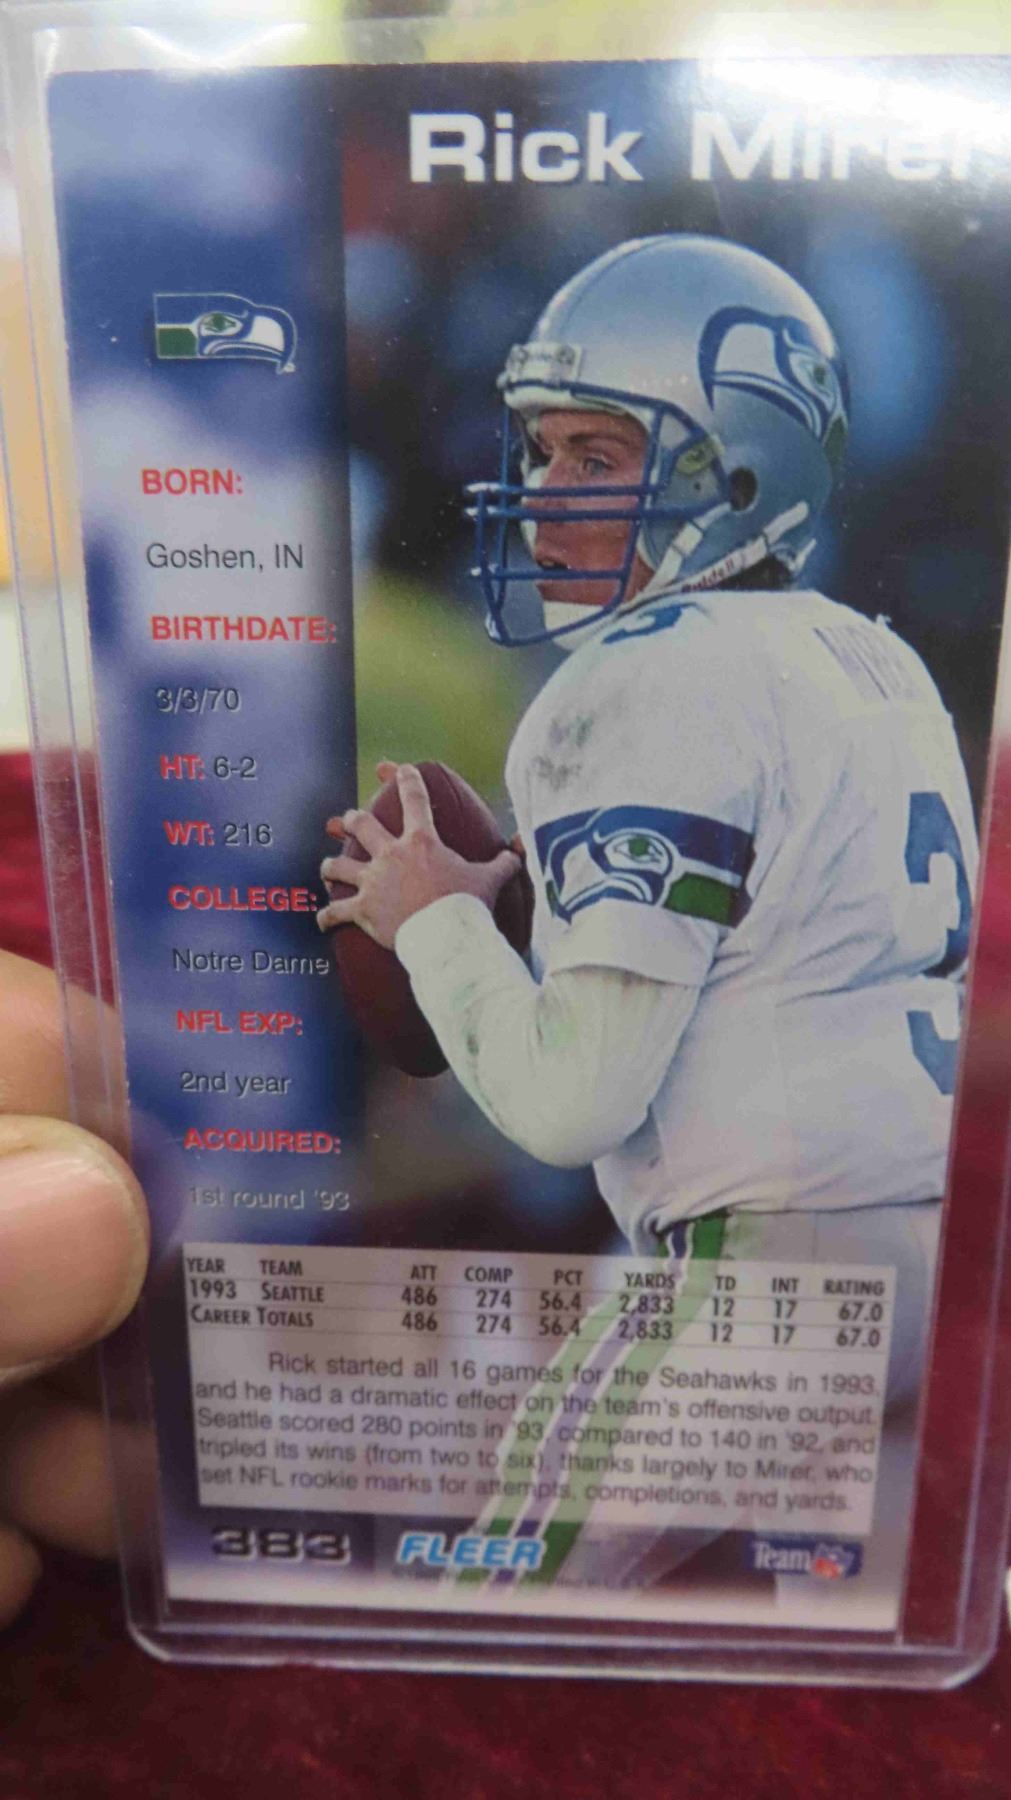 Rick Mirer
BORN:
Goshen, IN
BIRTHDATE:
3/3/70
HT: 6-2
WT: 216
COLLEGE:
Notre Dame
NFL EXP:
2nd year
ACQUIRED:
1st round '93
Riddell
MIRER
3
3
YEAR TEAM ATT COMP PCT YARDS TD INT RATING
1993 SEATTLE 486 274 56.4 2,833 12 17 67.0
CAREER TOTALS 486 274 56.4 2,833 12 17 67.0
Rick started all 16 games for the Seahawks in 1993,
and he had a dramatic effect on the team's offensive output.
Seattle scored 280 points in '93, compared to 140 in '92, and
tripled its wins (from two to six), thanks largely to Mirer, who
set NFL rookie marks for attempts, completions, and yards.
383 FLEER Team NFL